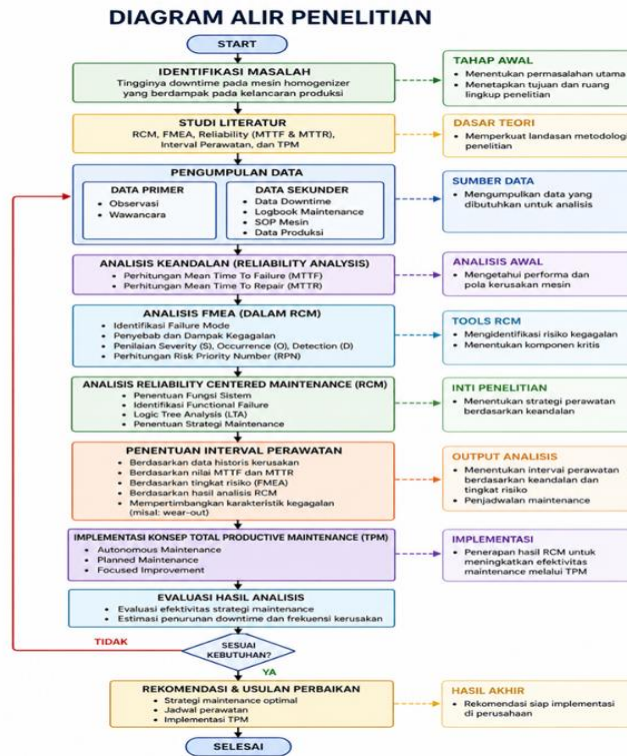 DIAGRAM ALIR PENELITIAN
START
IDENTIFIKASI MASALAH
Tingginya downtime pada mesin homogenizer
yang berdampak pada kelancaran produksi
TAHAP AWAL
• Menentukan permasalahan utama
• Menetapkan tujuan dan ruang
lingkup penelitian
STUDI LITERATUR
RCM, FMEA, Reliability (MTTF & MTTR),
Interval Perawatan, dan TPM
DASAR TEORI
• Memperkuat landasan metodologi
penelitian
PENGUMPULAN DATA
DATA PRIMER
• Observasi
• Wawancara
DATA SEKUNDER
• Data Downtime
• Logbook Maintenance
• SOP Mesin
• Data Produksi
SUMBER DATA
• Mengumpulkan data yang
dibutuhkan untuk analisis
ANALISIS KEANDALAN (RELIABILITY ANALYSIS)
• Perhitungan Mean Time To Failure (MTTF)
• Perhitungan Mean Time To Repair (MTTR)
ANALISIS AWAL
• Mengetahui performa dan
pola kerusakan mesin
ANALISIS FMEA (DALAM RCM)
• Identifikasi Failure Mode
• Penyebab dan Dampak Kegagalan
• Penilaian Severity (S), Occurrence (O), Detection (D)
• Perhitungan Risk Priority Number (RPN)
TOOLS RCM
• Mengidentifikasi risiko kegagalan
• Menentukan komponen kritis
ANALISIS RELIABILITY CENTERED MAINTENANCE (RCM)
• Penentuan Fungsi Sistem
• Identifikasi Functional Failure
• Logic Tree Analysis (LTA)
• Penentuan Strategi Maintenance
INTI PENELITIAN
• Menentukan strategi perawatan
berdasarkan keandalan
PENENTUAN INTERVAL PERAWATAN
• Berdasarkan data historis kerusakan
• Berdasarkan nilai MTTF dan MTTR
• Berdasarkan tingkat risiko (FMEA)
• Berdasarkan hasil analisis RCM
• Mempertimbangkan karakteristik kegagalan
(misal: wear-out)
OUTPUT ANALISIS
• Menentukan interval perawatan
berdasarkan keandalan dan
tingkat risiko
• Penjadwalan maintenance
IMPLEMENTASI KONSEP TOTAL PRODUCTIVE MAINTENANCE (TPM)
• Autonomous Maintenance
• Planned Maintenance
• Focused Improvement
IMPLEMENTASI
• Penerapan hasil RCM untuk
meningkatkan efektivitas
maintenance melalui TPM
EVALUASI HASIL ANALISIS
• Evaluasi efektivitas strategi maintenance
• Estimasi penurunan downtime dan frekuensi kerusakan
TIDAK
SESUAI
KEBUTUHAN?
YA
REKOMENDASI & USULAN PERBAIKAN
• Strategi maintenance optimal
• Jadwal perawatan
• Implementasi TPM
HASIL AKHIR
• Rekomendasi siap implementasi
di perusahaan
SELESAI